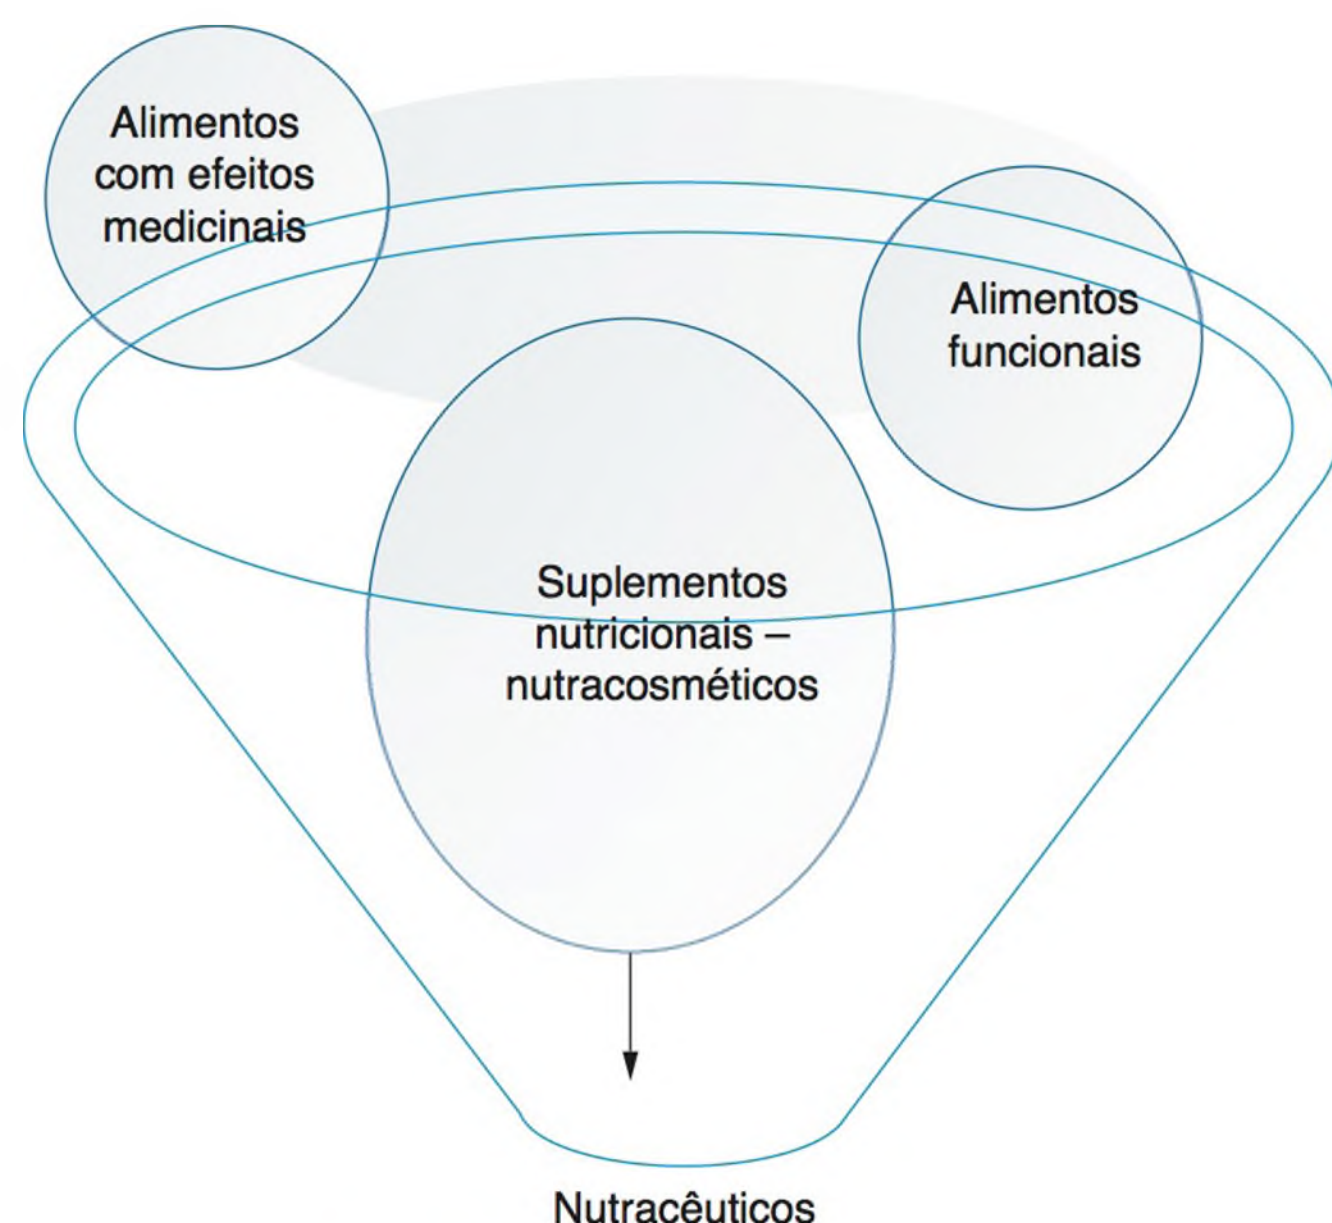 Alimentos
com efeitos
medicinais
Alimentos
funcionais
Suplementos
nutricionais –
nutracosméticos
Nutracêuticos